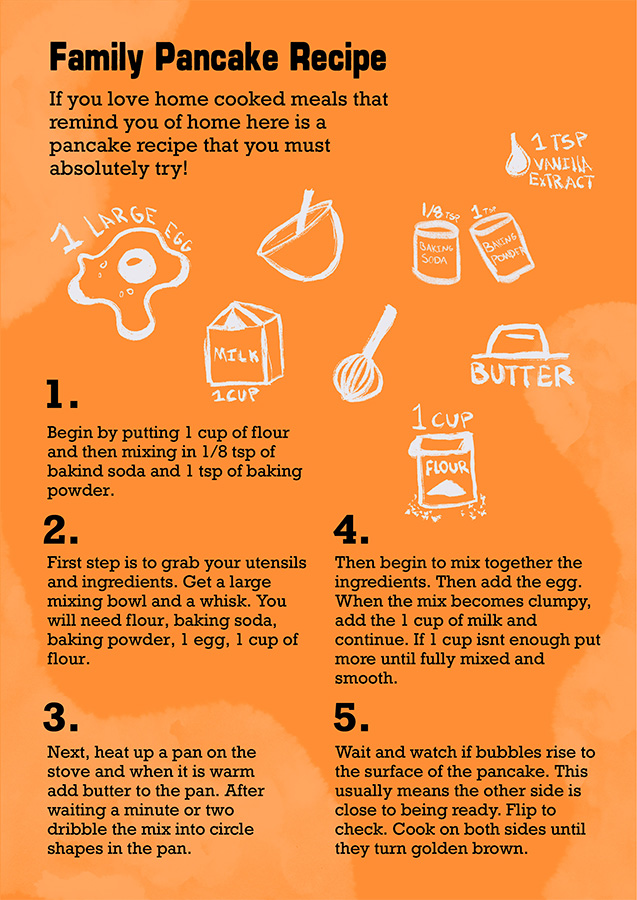 Family Pancake Recipe
If you love home cooked meals that
remind you of home here is a
pancake recipe that you must
absolutely try!
1 TSP
VANILLA
EXTRACT
1 LARGE EGG
1/8 TSP
BAKING
SODA
1 TSP
BAKING
POWDER
MILK
1 CUP
BUTTER
1 CUP
FLOUR
1.
Begin by putting 1 cup of flour
and then mixing in 1/8 tsp of
bakind soda and 1 tsp of baking
powder.
2.
First step is to grab your utensils
and ingredients. Get a large
mixing bowl and a whisk. You
will need flour, baking soda,
baking powder, 1 egg, 1 cup of
flour.
3.
Next, heat up a pan on the
stove and when it is warm
add butter to the pan. After
waiting a minute or two
dribble the mix into circle
shapes in the pan.
4.
Then begin to mix together the
ingredients. Then add the egg.
When the mix becomes clumpy,
add the 1 cup of milk and
continue. If 1 cup isnt enough put
more until fully mixed and
smooth.
5.
Wait and watch if bubbles rise to
the surface of the pancake. This
usually means the other side is
close to being ready. Flip to
check. Cook on both sides until
they turn golden brown.